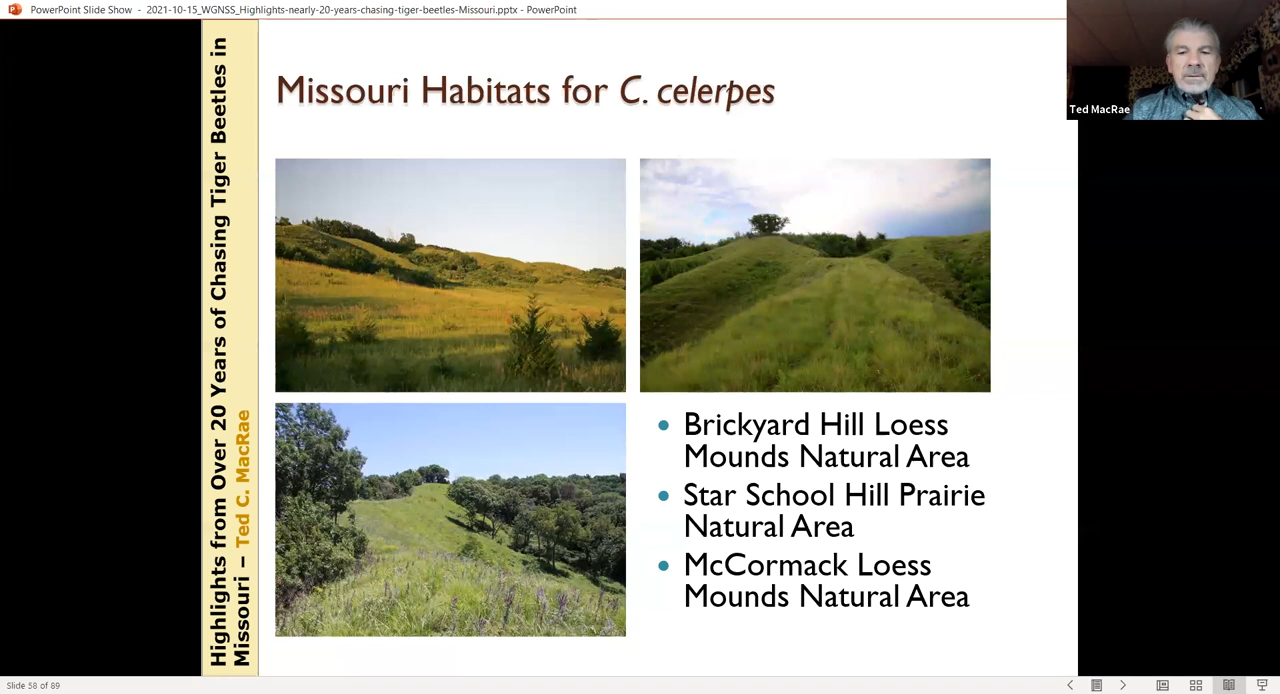 PowerPoint Slide Show - 2021-10-15_WGNSS_Highlights-nearly-20-years-chasing-tiger-beetles-Missouri.pptx - PowerPoint
Ted MacRae
Highlights from Over 20 Years of Chasing Tiger Beetles in
Missouri – Ted C. MacRae
Missouri Habitats for C. celerpes
• Brickyard Hill Loess
Mounds Natural Area
• Star School Hill Prairie
Natural Area
• McCormack Loess
Mounds Natural Area
Slide 58 of 89